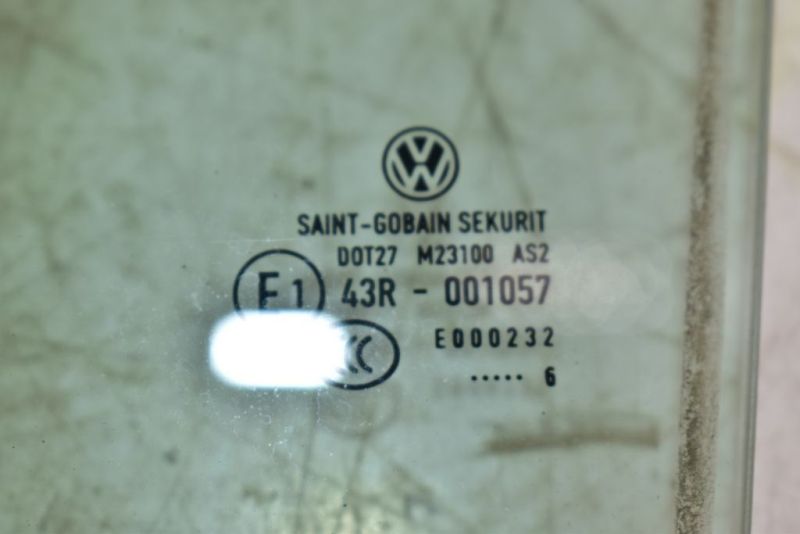 SAINT-GOBAIN SEKURIT
DOT27 M23100 AS2
E1 43R - 001057
E000232
..... 6